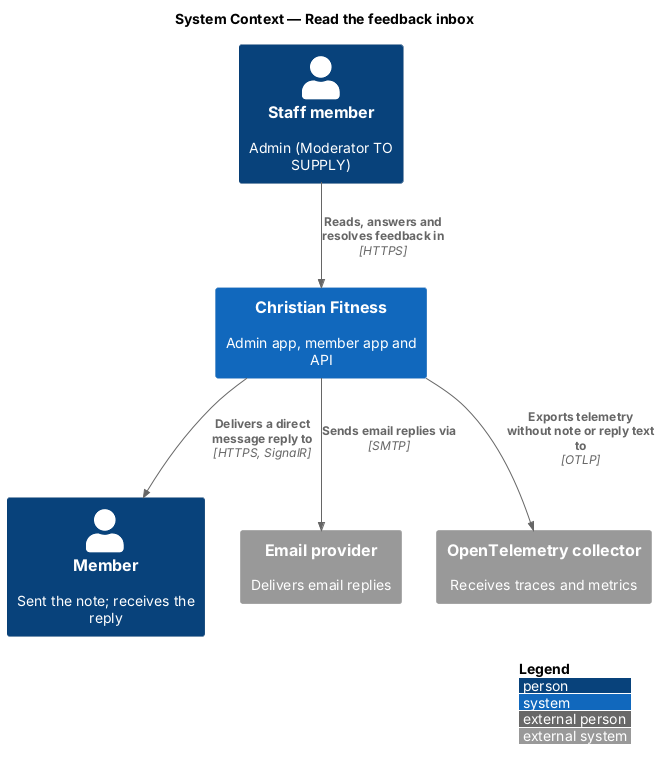 System Context — Read the feedback inbox
Staff member
Admin (Moderator TO
SUPPLY)
Reads, answers and
resolves feedback in
[HTTPS]
Christian Fitness
Admin app, member app and
API
Delivers a direct
message reply to
[HTTPS, SignalR]
Sends email replies via
[SMTP]
Exports telemetry
without note or reply text
to
[OTLP]
Member
Sent the note; receives the
reply
Email provider
Delivers email replies
OpenTelemetry collector
Receives traces and metrics
Legend
person
system
external person
external system